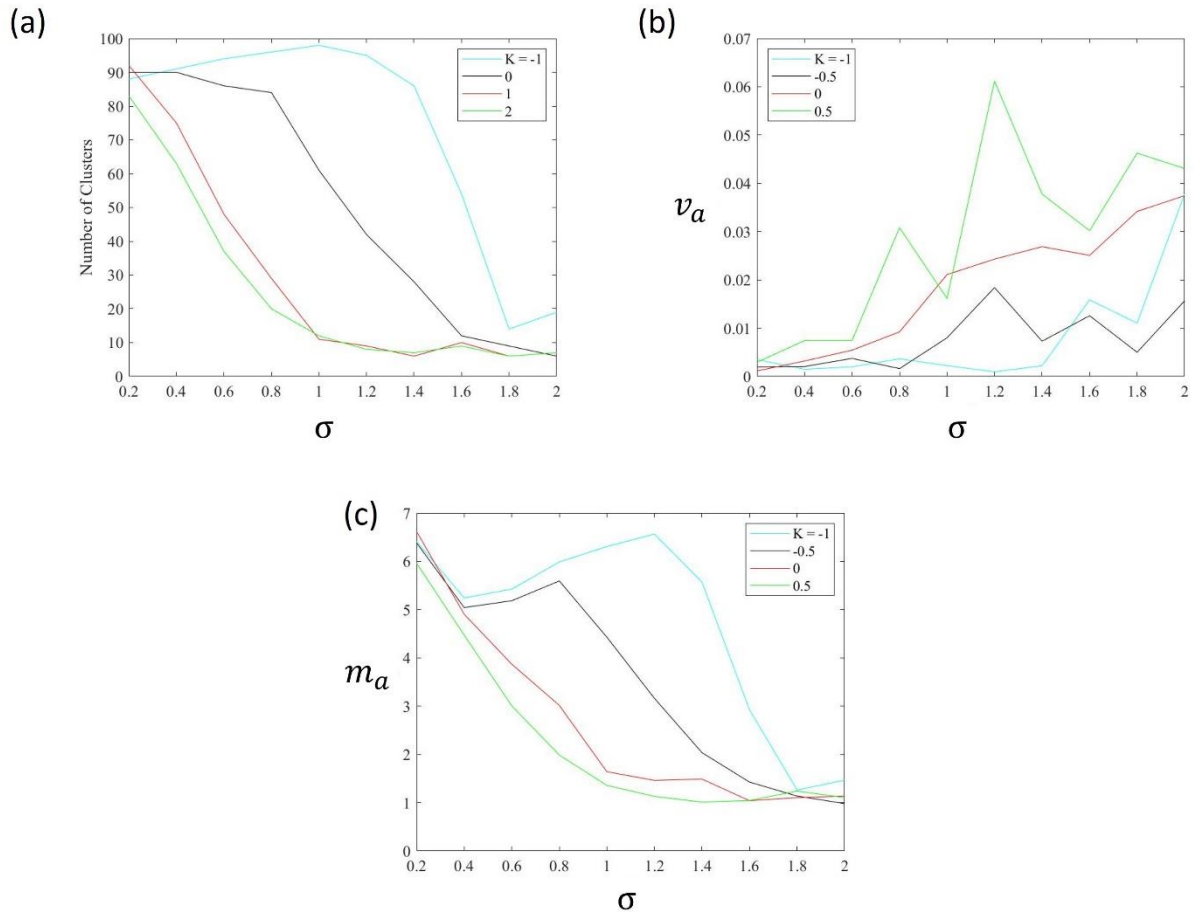 (a)
100
90
80
70
60
50
40
30
20
10
0
Number of Clusters
K = -1
0
1
2
0.2 0.4 0.6 0.8 1 1.2 1.4 1.6 1.8 2
σ
(b)
0.07
0.06
0.05
0.04
0.03
0.02
0.01
0
v_a
K = -1
-0.5
0
0.5
0.2 0.4 0.6 0.8 1 1.2 1.4 1.6 1.8 2
σ
(c)
7
6
5
4
3
2
1
0
m_a
K = -1
-0.5
0
0.5
0.2 0.4 0.6 0.8 1 1.2 1.4 1.6 1.8 2
σ